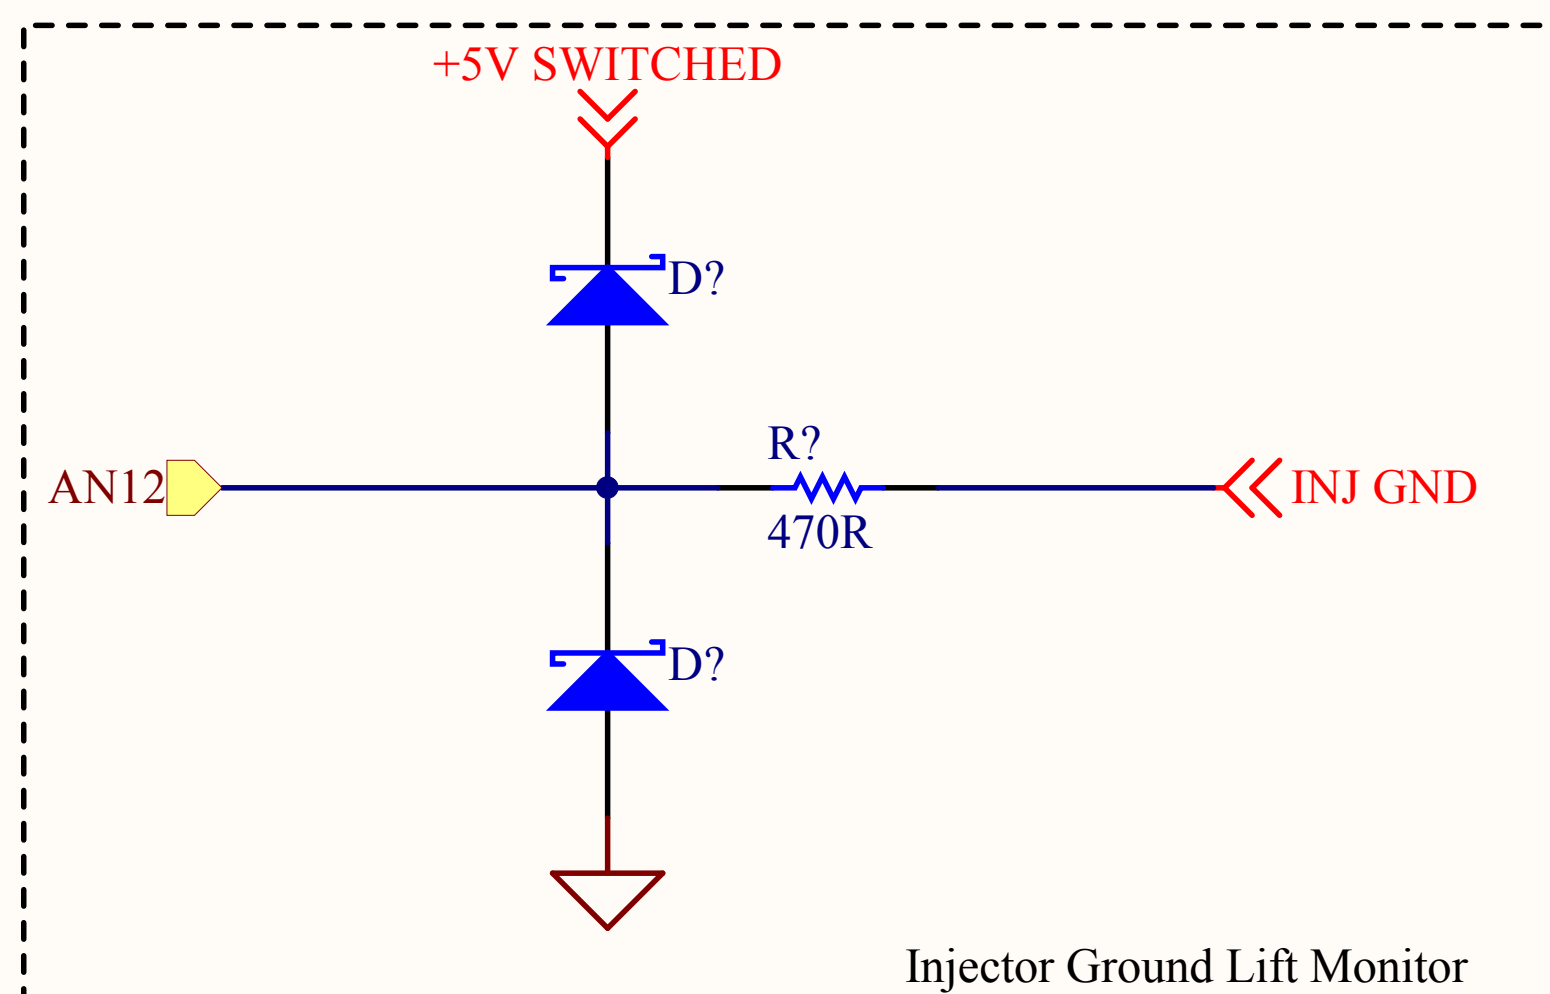 +5V SWITCHED
D?
R?
AN12
INJ GND
470R
D?
Injector Ground Lift Monitor